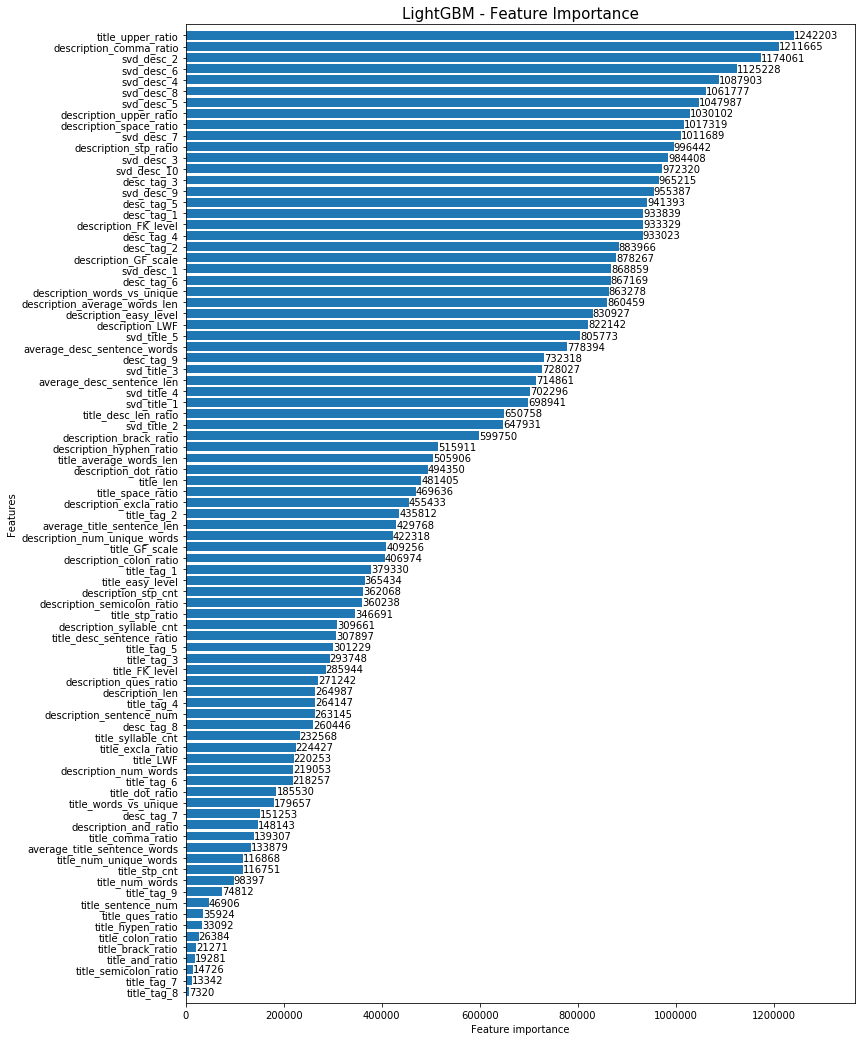 LightGBM - Feature Importance
title_upper_ratio 1242203
description_comma_ratio 1211665
svd_desc_2 1174061
svd_desc_6 1125228
svd_desc_4 1087903
svd_desc_8 1061777
svd_desc_5 1047987
description_upper_ratio 1030102
description_space_ratio 1017319
svd_desc_7 1011689
description_stp_ratio 996442
svd_desc_3 984408
svd_desc_10 972320
desc_tag_3 965215
svd_desc_9 955387
desc_tag_5 941393
desc_tag_1 933839
description_FK_level 933329
desc_tag_4 933023
desc_tag_2 883966
description_GF_scale 878267
svd_desc_1 868859
desc_tag_6 867169
description_words_vs_unique 863278
description_average_words_len 860459
description_easy_level 830927
description_LWF 822142
svd_title_5 805773
average_desc_sentence_words 778394
desc_tag_9 732318
svd_title_3 728027
average_desc_sentence_len 714861
svd_title_4 702296
svd_title_1 698941
title_desc_len_ratio 650758
svd_title_2 647931
description_brack_ratio 599750
description_hyphen_ratio 515911
title_average_words_len 505906
description_dot_ratio 494350
title_len 481405
title_space_ratio 469636
description_excla_ratio 455433
title_tag_2 435812
average_title_sentence_len 429768
description_num_unique_words 422318
title_GF_scale 409256
description_colon_ratio 406974
title_tag_1 379330
title_easy_level 365434
description_stp_cnt 362068
description_semicolon_ratio 360238
title_stp_ratio 346691
description_syllable_cnt 309661
title_desc_sentence_ratio 307897
title_tag_5 301229
title_tag_3 293748
title_FK_level 285944
description_ques_ratio 271242
description_len 264987
title_tag_4 264147
description_sentence_num 263145
desc_tag_8 260446
title_syllable_cnt 232568
title_excla_ratio 224427
title_LWF 220253
description_num_words 219053
title_tag_6 218257
title_dot_ratio 185530
title_words_vs_unique 179657
desc_tag_7 151253
description_and_ratio 148143
title_comma_ratio 139307
average_title_sentence_words 133879
title_num_unique_words 116868
title_stp_cnt 116751
title_num_words 98397
title_tag_9 74812
title_sentence_num 46906
title_ques_ratio 35924
title_hypen_ratio 33092
title_colon_ratio 26384
title_brack_ratio 21271
title_and_ratio 19281
title_semicolon_ratio 14726
title_tag_7 13342
title_tag_8 7320
Features
0 200000 400000 600000 800000 1000000 1200000
Feature importance